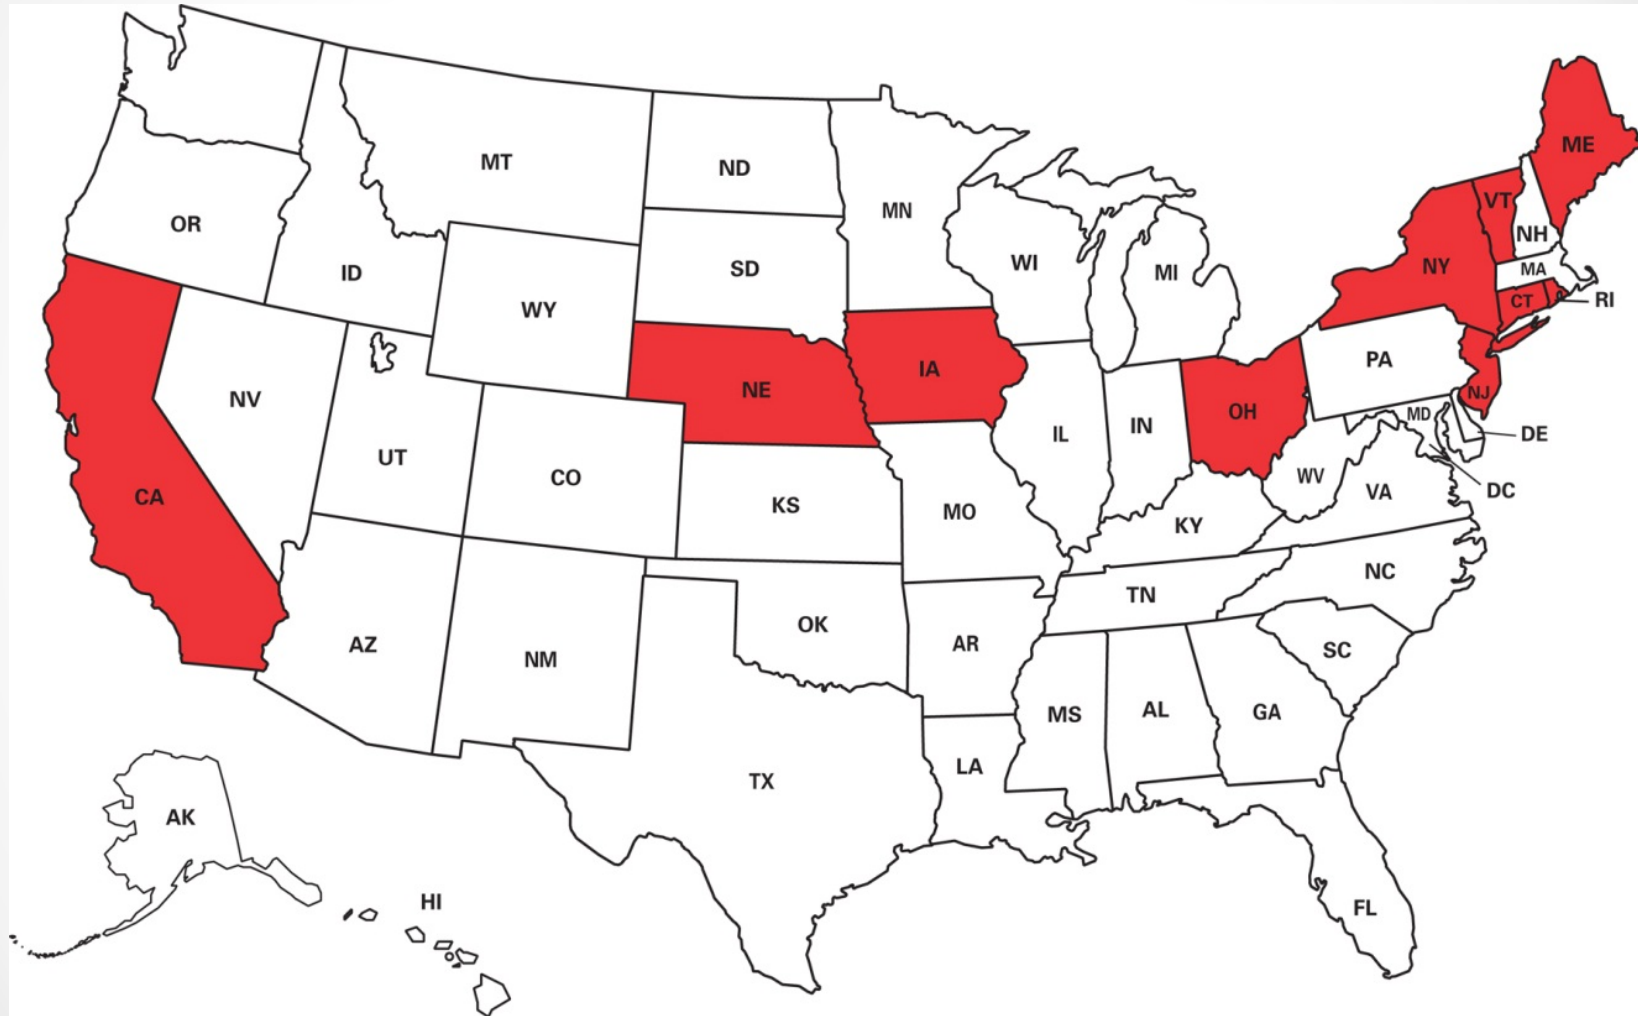 ME
MT
ND
VT
MN
OR
NH
WI
NY
MA
SD
MI
ID
CT
RI
WY
PA
IA
NE
NJ
NV
OH
MD
IN
DE
IL
UT
CO
WV
DC
CA
VA
KS
MO
KY
NC
TN
OK
AR
AZ
SC
NM
AL
GA
MS
LA
TX
AK
HI
FL